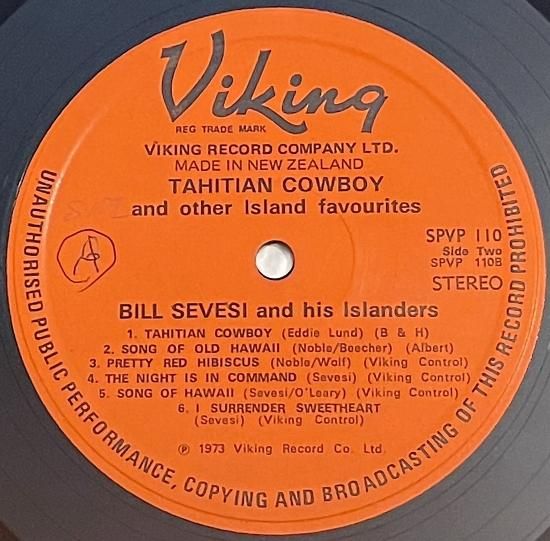 Viking
REG TRADE MARK
VIKING RECORD COMPANY LTD.
MADE IN NEW ZEALAND
TAHITIAN COWBOY
and other Island favourites
SPVP 110
Side Two
SPVP 110B
STEREO
BILL SEVESI and his Islanders
1. TAHITIAN COWBOY (Eddie Lund) (B & H)
2. SONG OF OLD HAWAII (Noble/Beecher) (Albert)
3. PRETTY RED HIBISCUS (Noble/Wolf) (Viking Control)
4. THE NIGHT IS IN COMMAND (Sevesi) (Viking Control)
5. SONG OF HAWAII (Sevesi/O'Leary) (Viking Control)
6. I SURRENDER SWEETHEART
(Sevesi) (Viking Control)
℗ 1973 Viking Record Co. Ltd.
UNAUTHORISED PUBLIC PERFORMANCE, COPYING AND BROADCASTING OF THIS RECORD PROHIBITED